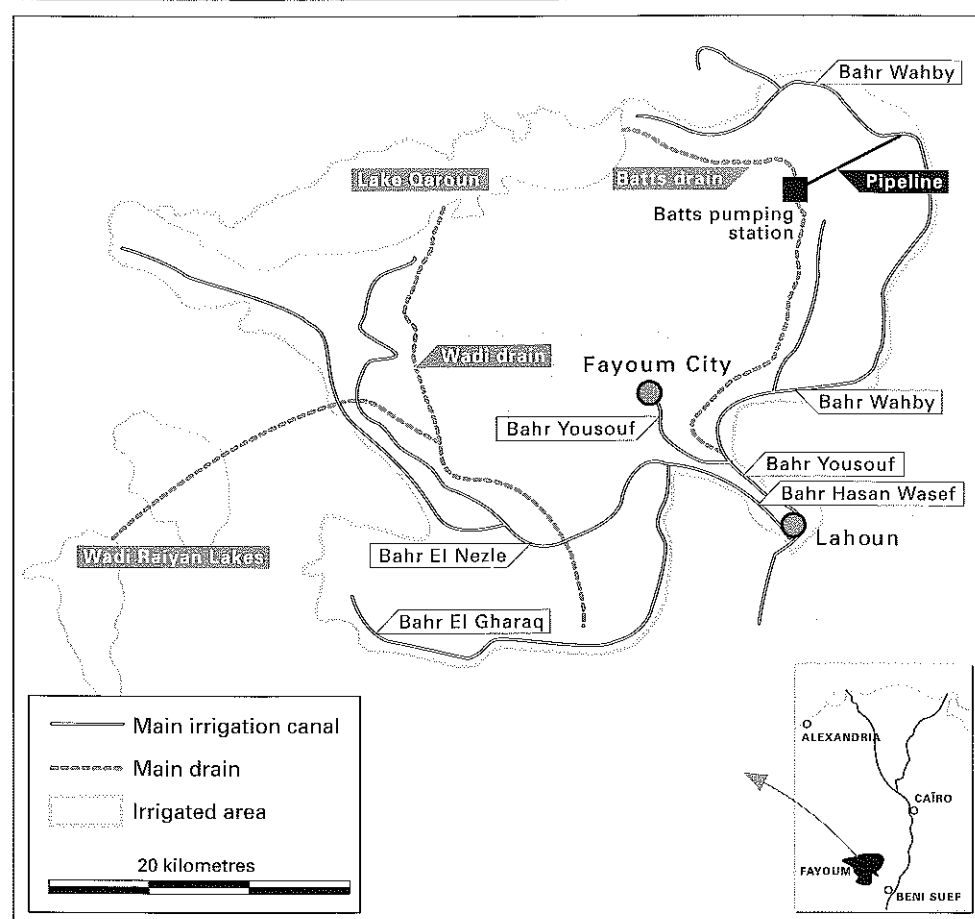 Bahr Wahby
Lake Qaroun
Batts drain
Pipeline
Batts pumping
station
Wadi drain
Fayoum City
Bahr Wahby
Bahr Yousouf
Bahr Yousouf
Bahr Hasan Wasef
Lahoun
Wadi Raiyan Lakes
Bahr El Nezle
Bahr El Gharaq
Main irrigation canal
Main drain
Irrigated area
20 kilometres
ALEXANDRIA
CAÏRO
FAYOUM
BENI SUEF